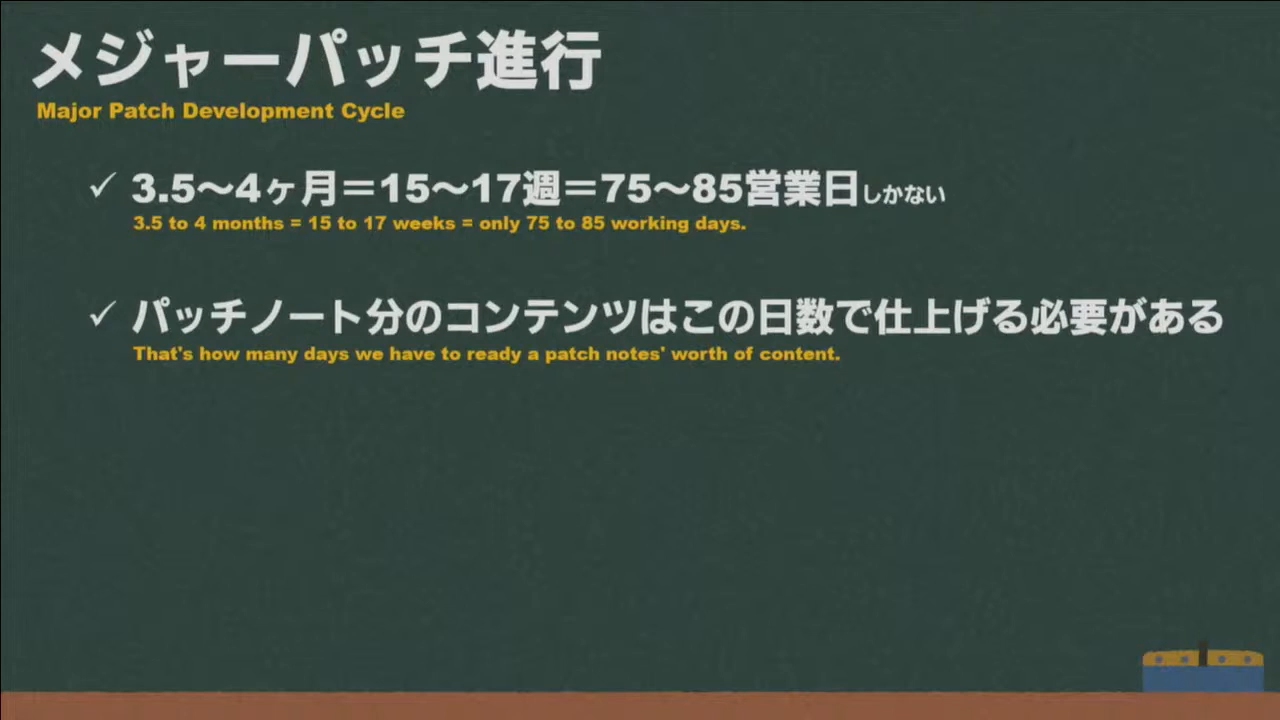 メジャーパッチ進行
Major Patch Development Cycle
✓ 3.5～4ヶ月＝15～17週＝75～85営業日しかない
3.5 to 4 months = 15 to 17 weeks = only 75 to 85 working days.
✓ パッチノート分のコンテンツはこの日数で仕上げる必要がある
That's how many days we have to ready a patch notes' worth of content.